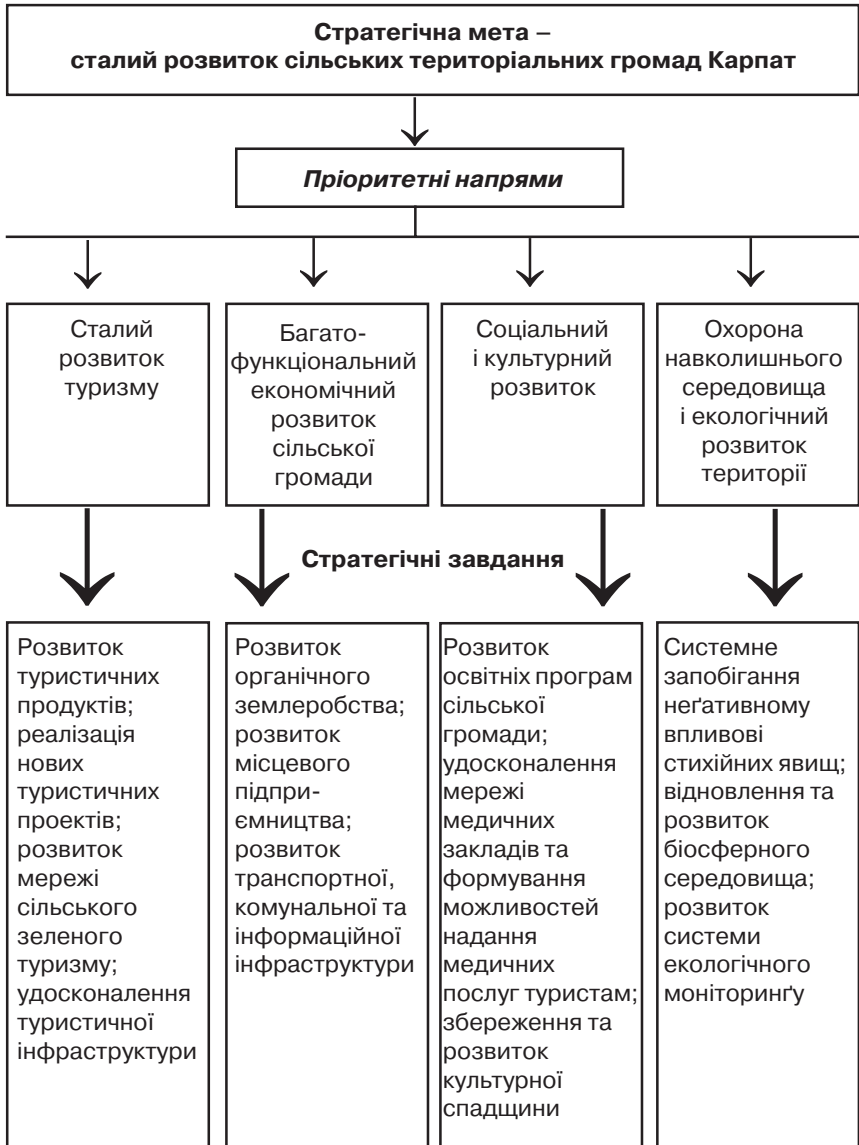 Стратегічна мета –
сталий розвиток сільських територіальних громад Карпат
Пріоритетні напрями
Сталий
розвиток
туризму
Багато-
функціональний
економічний
розвиток
сільської
громади
Соціальний
і культурний
розвиток
Охорона
навколишнього
середовища
і екологічний
розвиток
території
Стратегічні завдання
Розвиток
туристичних
продуктів;
реалізація
нових
туристичних
проектів;
розвиток
мережі
сільського
зеленого
туризму;
удосконалення
туристичної
інфраструктури
Розвиток
органічного
землеробства;
розвиток
місцевого
підпри-
ємництва;
розвиток
транспортної,
комунальної та
інформаційної
інфраструктури
Розвиток
освітніх програм
сільської
громади;
удосконалення
мережі
медичних
закладів та
формування
можливостей
надання
медичних
послуг туристам;
збереження та
розвиток
культурної
спадщини
Системне
запобігання
неґативному
впливові
стихійних явищ;
відновлення та
розвиток
біосферного
середовища;
розвиток
системи
екологічного
моніторинґу